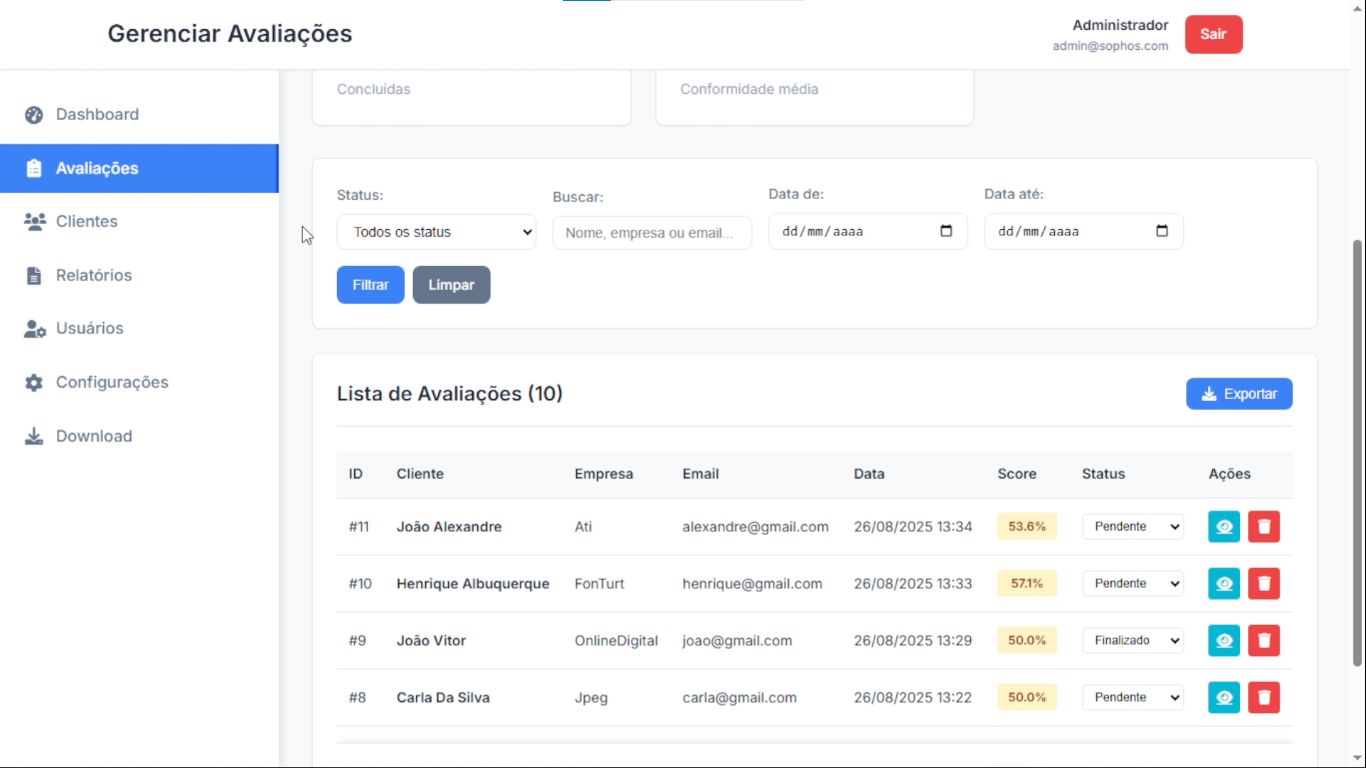 Gerenciar Avaliações
Administrador
admin@sophos.com
Sair
Dashboard
Avaliações
Clientes
Relatórios
Usuários
Configurações
Download
Concluídas
Conformidade média
Status:
Buscar:
Data de:
Data até:
Todos os status
Nome, empresa ou email...
dd/mm/aaaa
dd/mm/aaaa
Filtrar
Limpar
Lista de Avaliações (10)
Exportar
ID Cliente Empresa Email Data Score Status Ações
#11 João Alexandre Ati alexandre@gmail.com 26/08/2025 13:34 53.6% Pendente
#10 Henrique Albuquerque FonTurt henrique@gmail.com 26/08/2025 13:33 57.1% Pendente
#9 João Vitor OnlineDigital joao@gmail.com 26/08/2025 13:29 50.0% Finalizado
#8 Carla Da Silva Jpeg carla@gmail.com 26/08/2025 13:22 50.0% Pendente